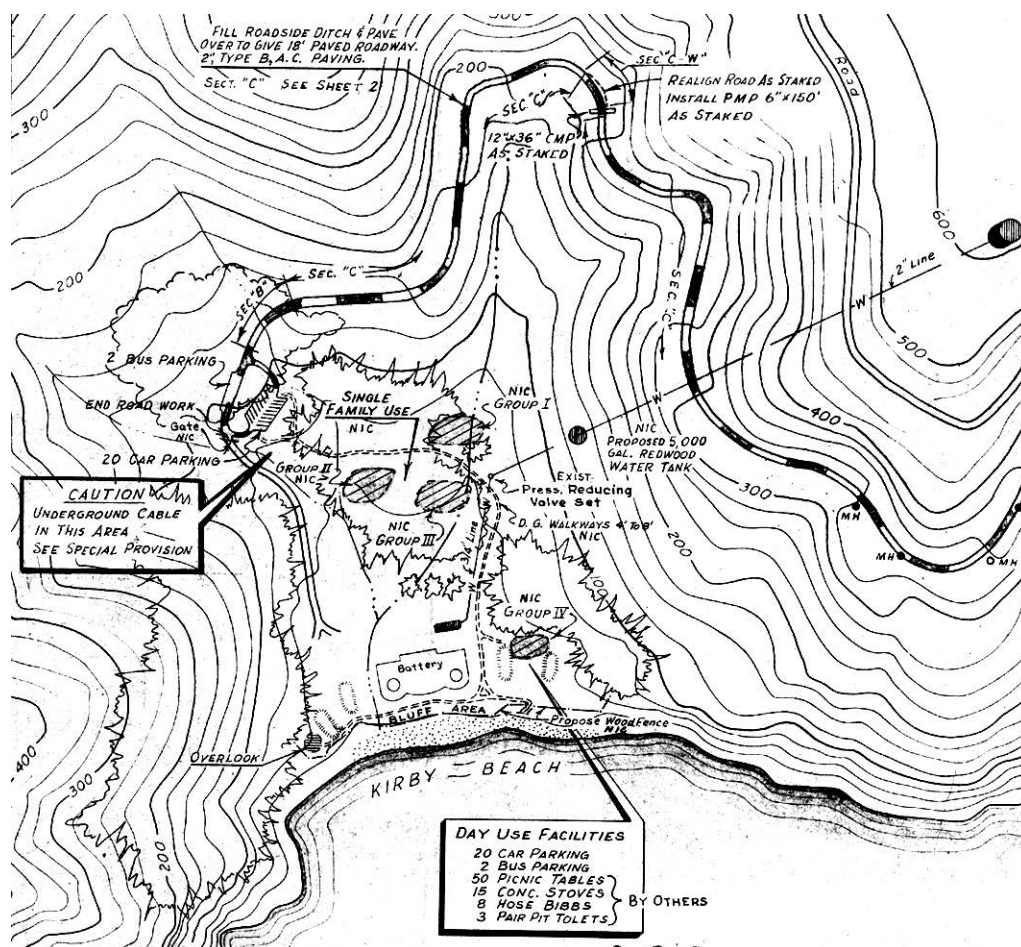 FILL ROADSIDE DITCH & PAVE
OVER TO GIVE 18' PAVED ROADWAY.
2" TYPE B, A.C. PAVING.
SECT. "C" SEE SHEET 2
300
300
200
SEC. "C-W"
SEC. "C"
REALIGN ROAD AS STAKED
INSTALL PMP 6"X150'
AS STAKED
12"X36" CMP
AS STAKED
Road
600
2" Line
W
500
200
SEC. "C"
SEC. "B"
SEC. "C"
2 BUS PARKING
END ROAD WORK
Gate
NIC
20 CAR PARKING
SINGLE
FAMILY USE
NIC
NIC
GROUP I
W
400
NIC
PROPOSED 5,000
GAL. REDWOOD
WATER TANK
GROUP II
NIC
EXIST.
Press. Reducing
Valve Set
300
CAUTION
UNDERGROUND CABLE
IN THIS AREA
SEE SPECIAL PROVISION
NIC
GROUP III
W
3/4 Line
W
D. G. WALKWAYS 4' TO 8'
NIC
200
MH
MH
MH
100
NIC
GROUP IV
Battery
BLUFF AREA
Propose Wood Fence
NIC
OVERLOOK
KIRBY BEACH
400
300
200
DAY USE FACILITIES
20 CAR PARKING
2 BUS PARKING
50 PICNIC TABLES
15 CONC. STOVES
8 HOSE BIBBS
3 PAIR PIT TOLETS
BY OTHERS